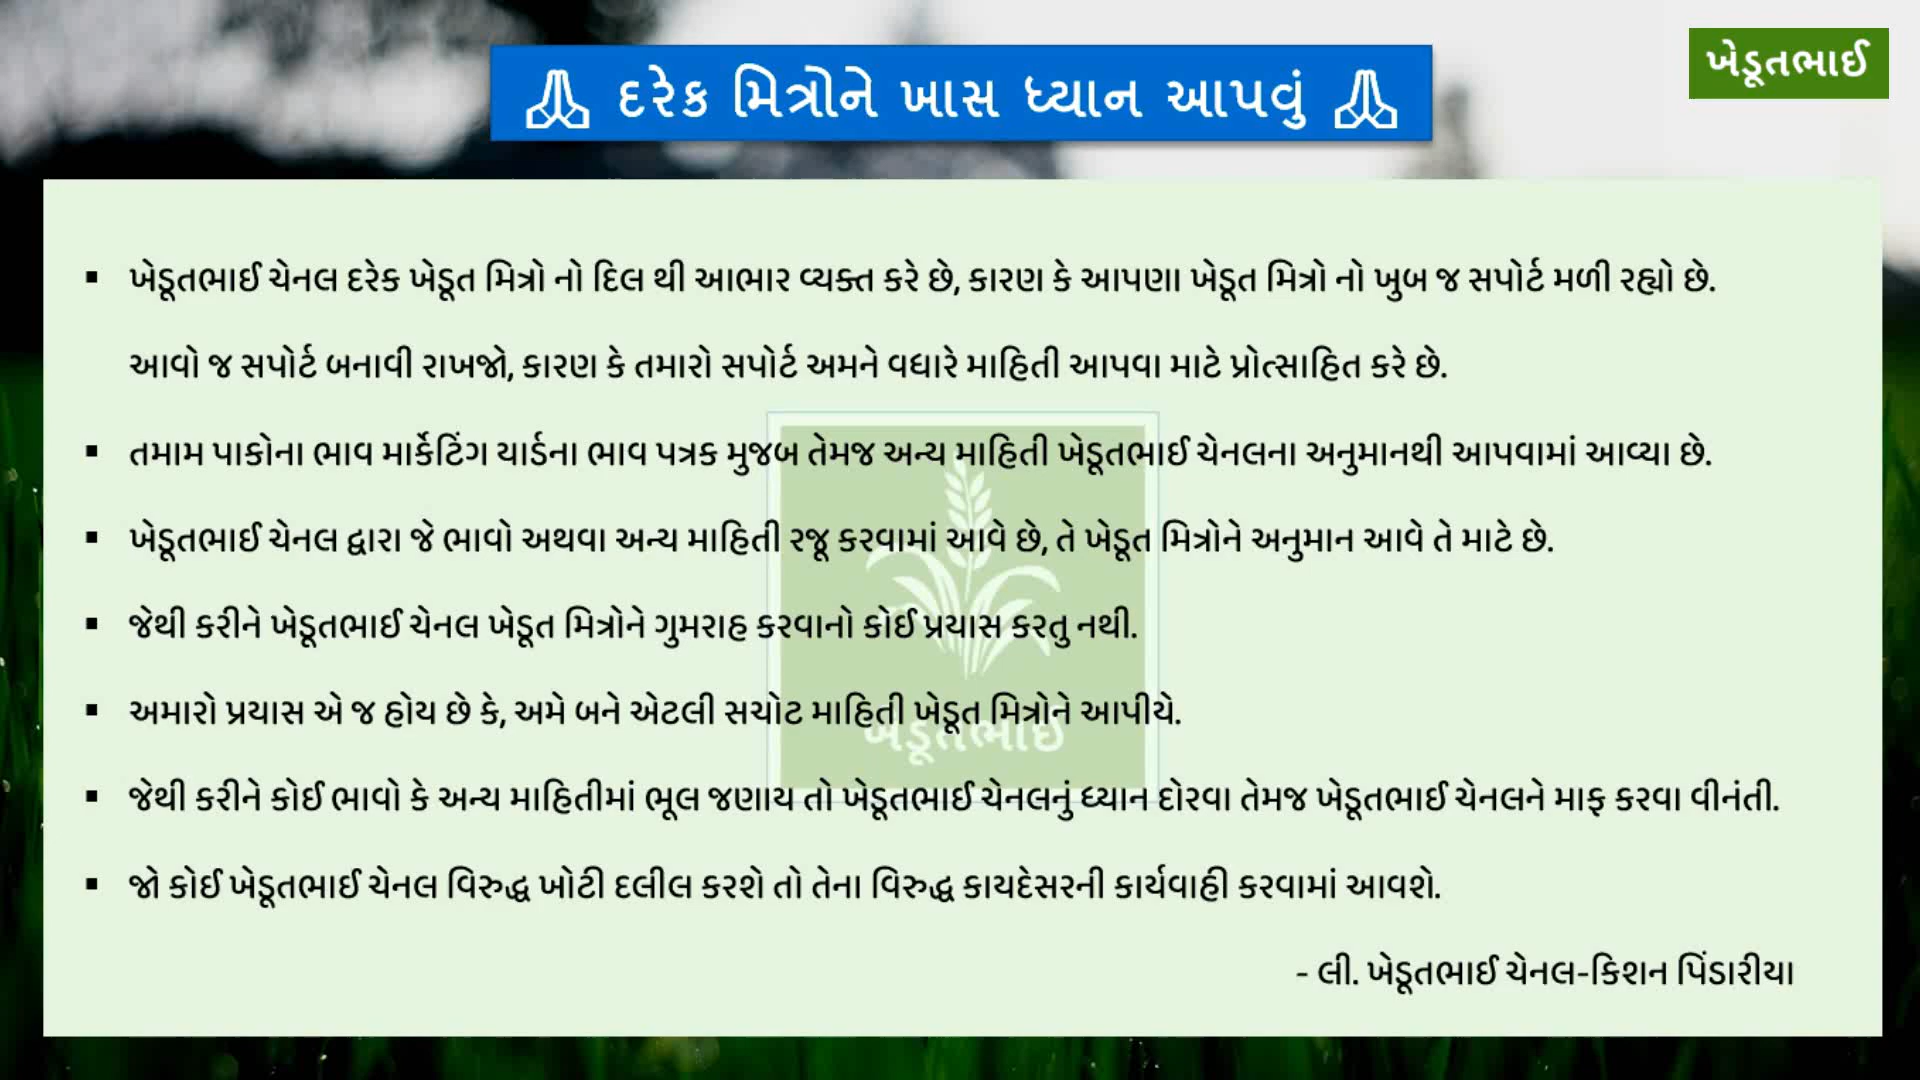 ખેડૂતભાઈ
🙏 દરેક મિત્રોને ખાસ ધ્યાન આપવું 🙏
▪ ખેડૂતભાઈ ચેનલ દરેક ખેડૂત મિત્રો નો દિલ થી આભાર વ્યક્ત કરે છે, કારણ કે આપણા ખેડૂત મિત્રો નો ખુબ જ સપોર્ટ મળી રહ્યો છે.
આવો જ સપોર્ટ બનાવી રાખજો, કારણ કે તમારો સપોર્ટ અમને વધારે માહિતી આપવા માટે પ્રોત્સાહિત કરે છે.
▪ તમામ પાકોના ભાવ માર્કેટિંગ યાર્ડના ભાવ પત્રક મુજબ તેમજ અન્ય માહિતી ખેડૂતભાઈ ચેનલના અનુમાનથી આપવામાં આવ્યા છે.
▪ ખેડૂતભાઈ ચેનલ દ્વારા જે ભાવો અથવા અન્ય માહિતી રજૂ કરવામાં આવે છે, તે ખેડૂત મિત્રોને અનુમાન આવે તે માટે છે.
▪ જેથી કરીને ખેડૂતભાઈ ચેનલ ખેડૂત મિત્રોને ગુમરાહ કરવાનો કોઈ પ્રયાસ કરતુ નથી.
▪ અમારો પ્રયાસ એ જ હોય છે કે, અમે બને એટલી સચોટ માહિતી ખેડૂત મિત્રોને આપીયે.
ખેડૂતભાઈ
▪ જેથી કરીને કોઈ ભાવો કે અન્ય માહિતીમાં ભૂલ જણાય તો ખેડૂતભાઈ ચેનલનું ધ્યાન દોરવા તેમજ ખેડૂતભાઈ ચેનલને માફ કરવા વીનંતી.
▪ જો કોઈ ખેડૂતભાઈ ચેનલ વિરુદ્ધ ખોટી દલીલ કરશે તો તેના વિરુદ્ધ કાયદેસરની કાર્યવાહી કરવામાં આવશે.
- લી. ખેડૂતભાઈ ચેનલ-કિશન પિંડારીયા